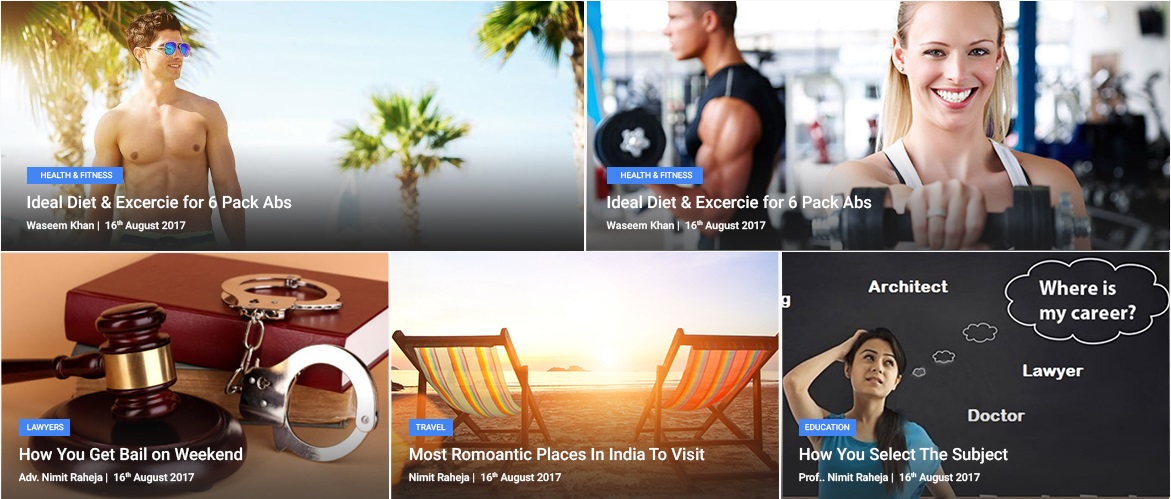 HEALTH & FITNESS
Ideal Diet & Excercie for 6 Pack Abs
Waseem Khan | 16th August 2017
HEALTH & FITNESS
Ideal Diet & Excercie for 6 Pack Abs
Waseem Khan | 16th August 2017
LAWYERS
How You Get Bail on Weekend
Adv. Nimit Raheja | 16th August 2017
TRAVEL
Most Romoantic Places In India To Visit
Nimit Raheja | 16th August 2017
g
Architect
Where is
my career?
Lawyer
Doctor
EDUCATION
How You Select The Subject
Prof.. Nimit Raheja | 16th August 2017